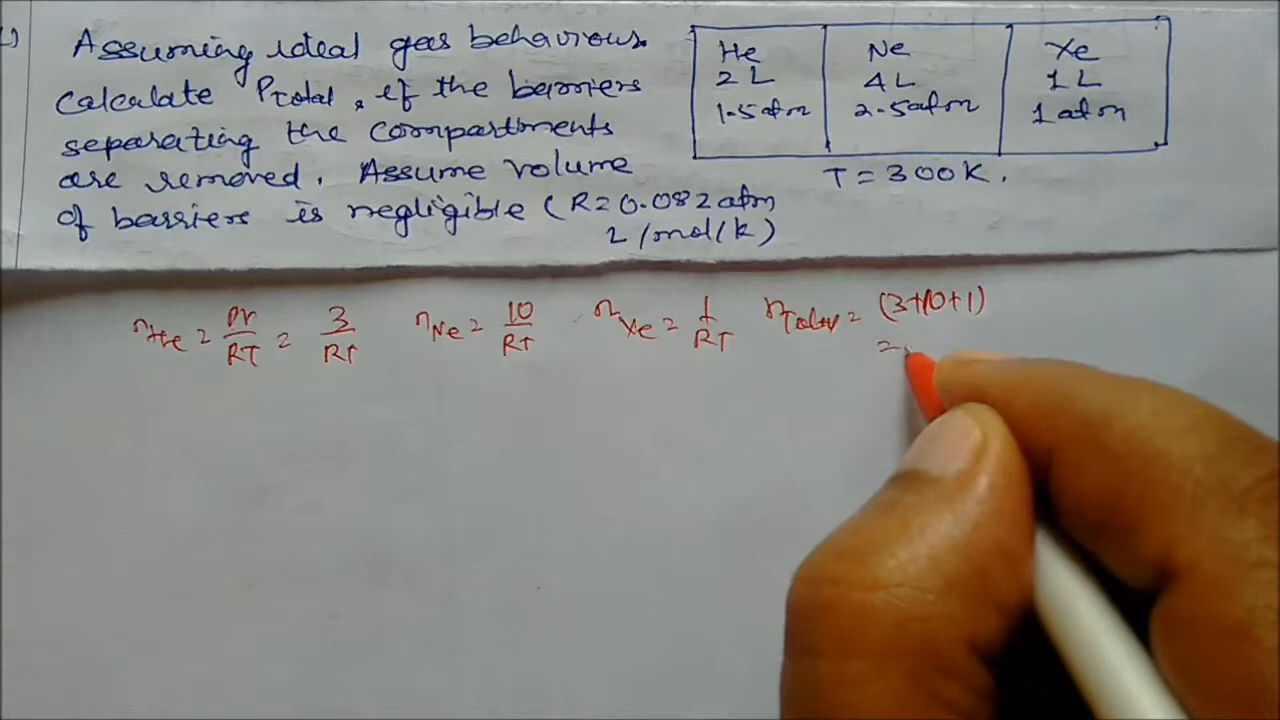 Assuming ideal gas behaviour.
Calculate Ptotal, if the barriers
separating the compartments
are removed. Assume volume
of barriers is negligible (R=0.082 atm
L/mol/k)
He Ne Xe
2 L 4 L 1 L
1.5 atm 2.5 atm 1 atm
T = 300 K.
nHe = PV/RT = 3/RT nNe = 10/RT nXe = 1/RT nTotal = (3+10+1)
=